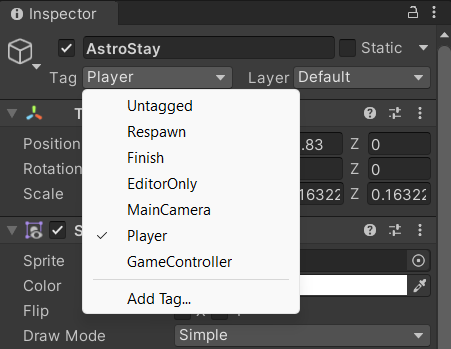 Inspector
AstroStay Static
Tag Player Layer Default
Untagged
Respawn
Finish
EditorOnly
MainCamera
Player
GameController
Add Tag...
Position .83 Z 0
Rotation Z 0
Scale 0.16322
Sprite
Color
Flip
Draw Mode Simple